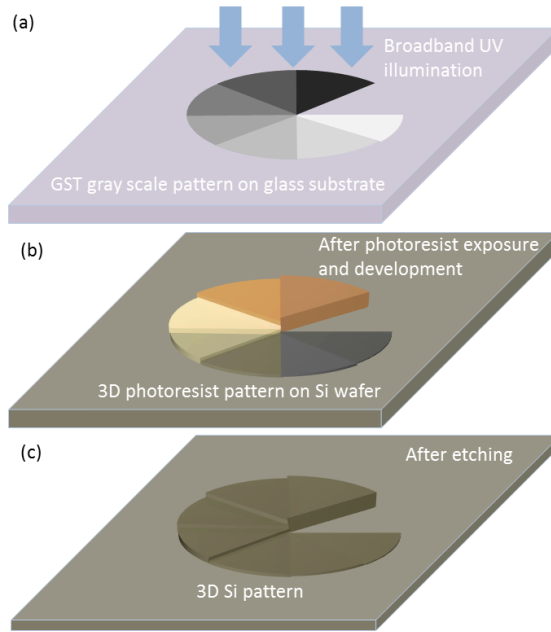 (a)
Broadband UV
illumination
GST gray scale pattern on glass substrate
(b)
After photoresist exposure
and development
3D photoresist pattern on Si wafer
(c)
After etching
3D Si pattern